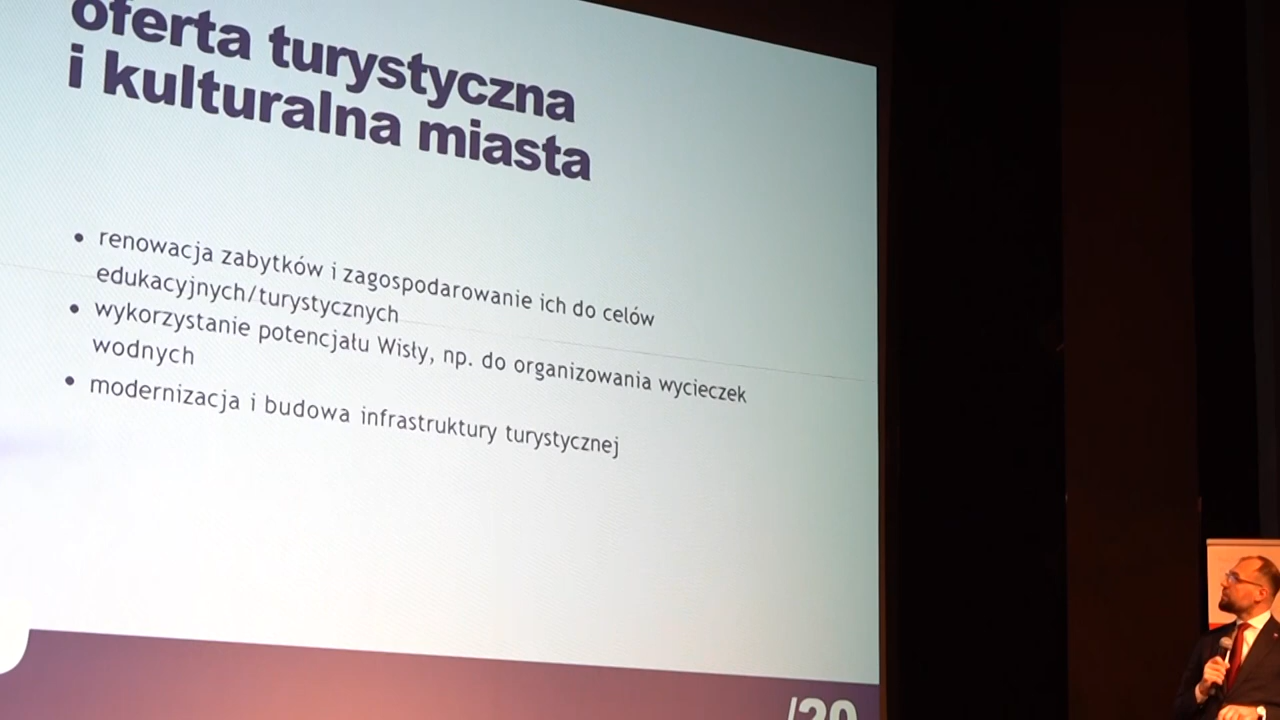 oferta turystyczna
i kulturalna miasta
• renowacja zabytków i zagospodarowanie ich do celów
edukacyjnych/turystycznych
• wykorzystanie potencjału Wisły, np. do organizowania wycieczek
wodnych
• modernizacja i budowa infrastruktury turystycznej
/20